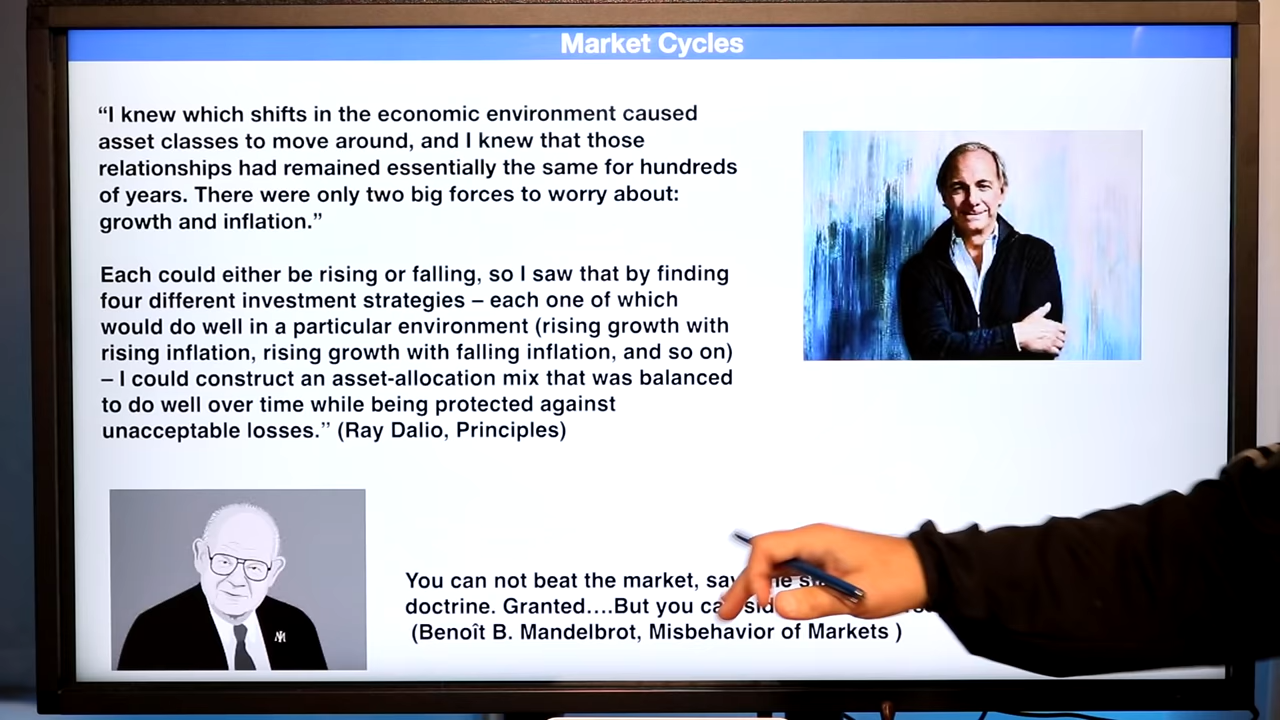 Market Cycles
“I knew which shifts in the economic environment caused
asset classes to move around, and I knew that those
relationships had remained essentially the same for hundreds
of years. There were only two big forces to worry about:
growth and inflation.”
Each could either be rising or falling, so I saw that by finding
four different investment strategies – each one of which
would do well in a particular environment (rising growth with
rising inflation, rising growth with falling inflation, and so on)
– I could construct an asset-allocation mix that was balanced
to do well over time while being protected against
unacceptable losses.” (Ray Dalio, Principles)
You can not beat the market,
doctrine. Granted….But you
(Benoît B. Mandelbrot, Misbehavior of Markets )